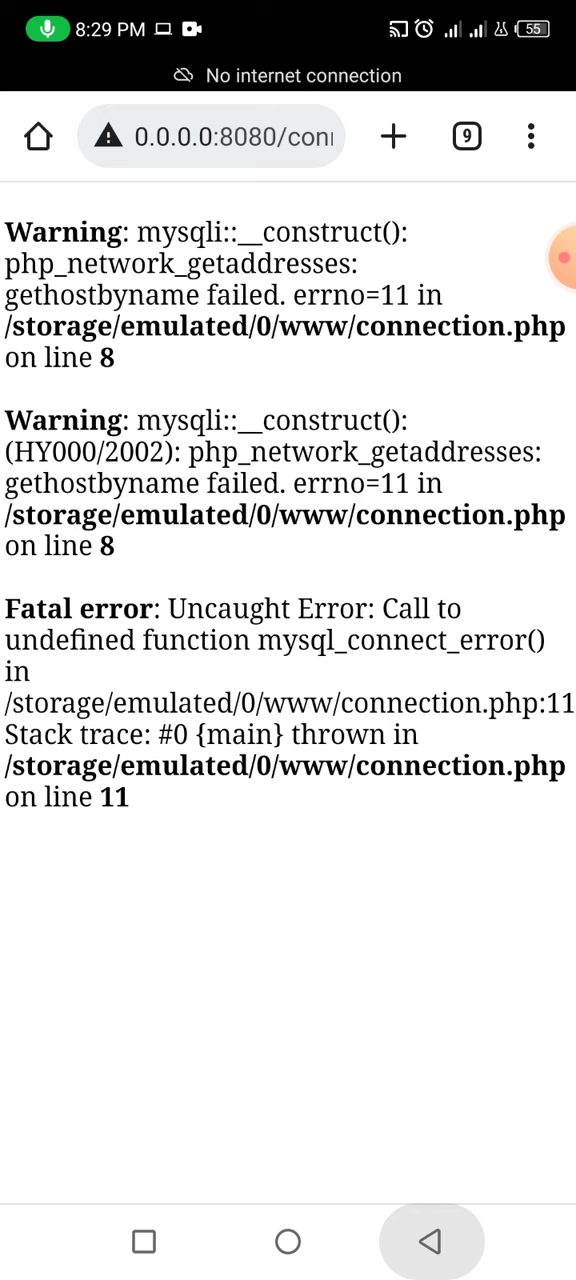 8:29 PM
55
No internet connection
0.0.0.0:8080/con
9
Warning: mysqli::__construct():
php_network_getaddresses:
gethostbyname failed. errno=11 in
/storage/emulated/0/www/connection.php
on line 8
Warning: mysqli::__construct():
(HY000/2002): php_network_getaddresses:
gethostbyname failed. errno=11 in
/storage/emulated/0/www/connection.php
on line 8
Fatal error: Uncaught Error: Call to
undefined function mysql_connect_error()
in
/storage/emulated/0/www/connection.php:11
Stack trace: #0 {main} thrown in
/storage/emulated/0/www/connection.php
on line 11